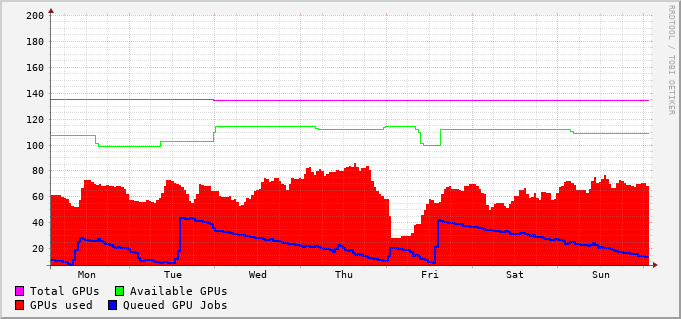 200
180
160
140
120
100
80
60
40
20
Mon Tue Wed Thu Fri Sat Sun
RRDTOOL / TOBI OETIKER
Total GPUs Available GPUs
GPUs used Queued GPU Jobs